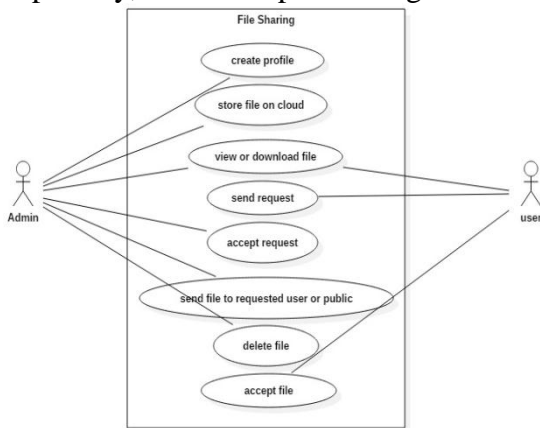 File Sharing
create profile
store file on cloud
view or download file
send request
Admin
user
accept request
send file to requested user or public
delete file
accept file